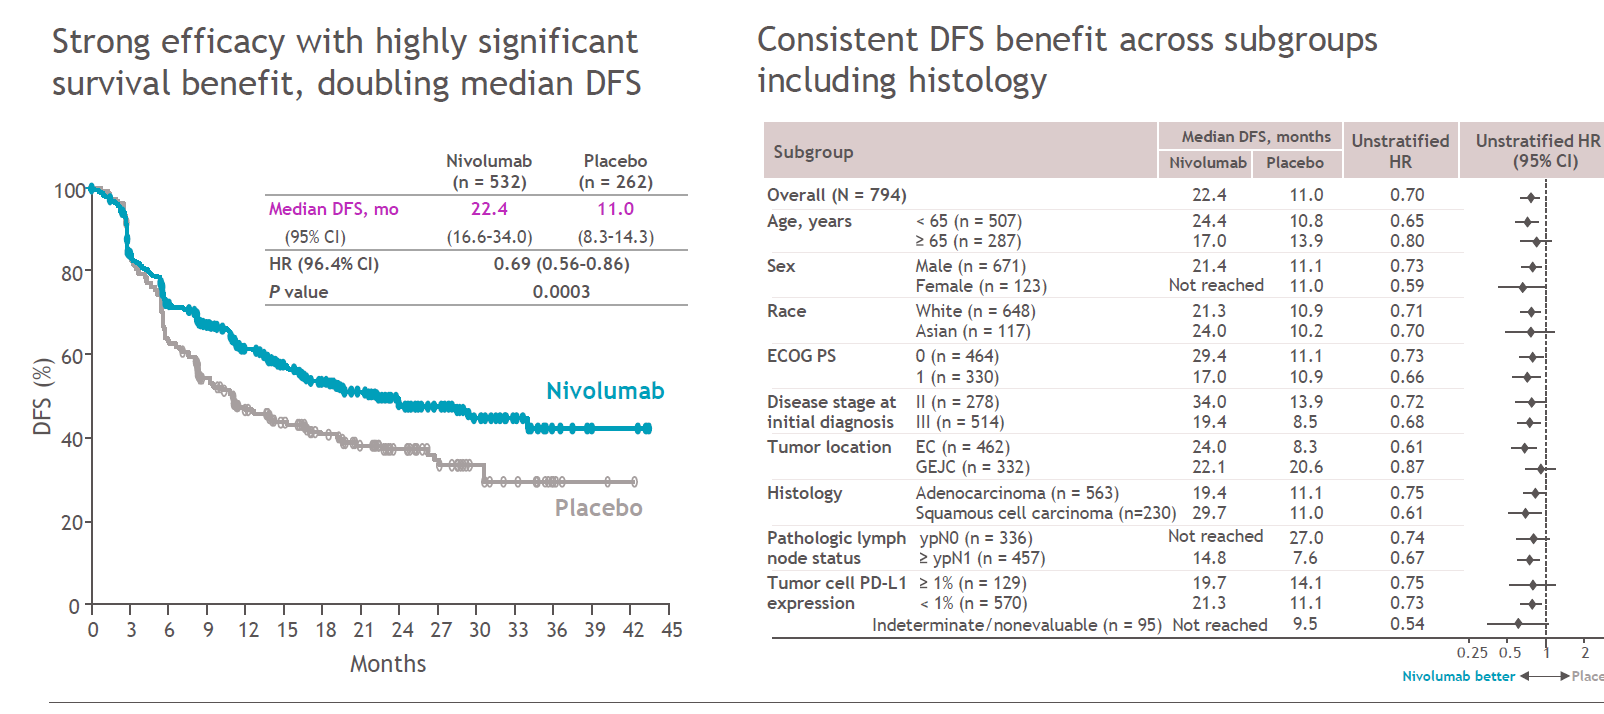 Strong efficacy with highly significant
survival benefit, doubling median DFS
Nivolumab Placebo
(n = 532) (n = 262)
Median DFS, mo 22.4 11.0
(95% CI) (16.6-34.0) (8.3-14.3)
HR (96.4% CI) 0.69 (0.56-0.86)
P value 0.0003
DFS (%)
100
80
60
40
20
0
Nivolumab
Placebo
0 3 6 9 12 15 18 21 24 27 30 33 36 39 42 45
Months
Consistent DFS benefit across subgroups
including histology
Subgroup
Median DFS, months
Nivolumab Placebo
Unstratified
HR
Unstratified HR
(95% CI)
Overall (N = 794) 22.4 11.0 0.70
Age, years < 65 (n = 507) 24.4 10.8 0.65
≥ 65 (n = 287) 17.0 13.9 0.80
Sex Male (n = 671) 21.4 11.1 0.73
Female (n = 123) Not reached 11.0 0.59
Race White (n = 648) 21.3 10.9 0.71
Asian (n = 117) 24.0 10.2 0.70
ECOG PS 0 (n = 464) 29.4 11.1 0.73
1 (n = 330) 17.0 10.9 0.66
Disease stage at II (n = 278) 34.0 13.9 0.72
initial diagnosis III (n = 514) 19.4 8.5 0.68
Tumor location EC (n = 462) 24.0 8.3 0.61
GEJC (n = 332) 22.1 20.6 0.87
Histology Adenocarcinoma (n = 563) 19.4 11.1 0.75
Squamous cell carcinoma (n=230) 29.7 11.0 0.61
Pathologic lymph ypN0 (n = 336) Not reached 27.0 0.74
node status ≥ ypN1 (n = 457) 14.8 7.6 0.67
Tumor cell PD-L1 ≥ 1% (n = 129) 19.7 14.1 0.75
expression < 1% (n = 570) 21.3 11.1 0.73
Indeterminate/nonevaluable (n = 95) Not reached 9.5 0.54
0.25 0.5 1 2
Nivolumab better Place